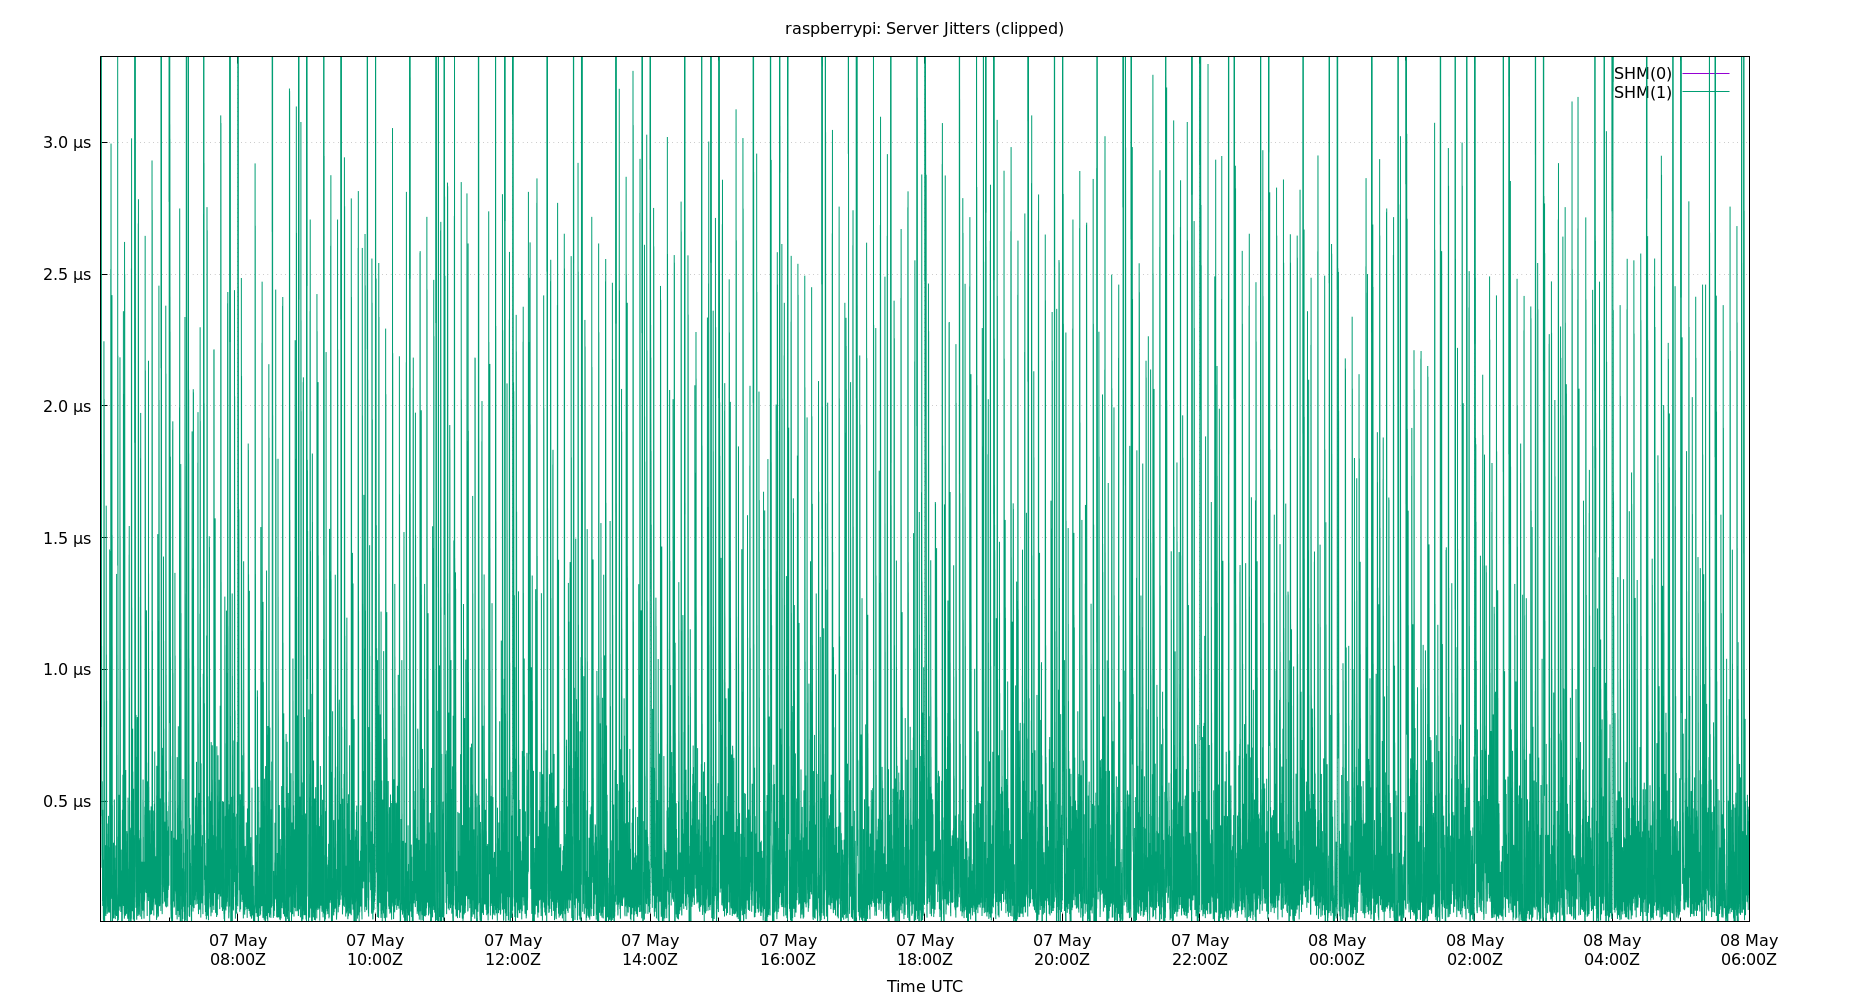 raspberrypi: Server Jitters (clipped)
SHM(0)
SHM(1)
3.0 µs
2.5 µs
2.0 µs
1.5 µs
1.0 µs
0.5 µs
07 May 07 May 07 May 07 May 07 May 07 May 07 May 07 May 08 May 08 May 08 May 08 May
08:00Z 10:00Z 12:00Z 14:00Z 16:00Z 18:00Z 20:00Z 22:00Z 00:00Z 02:00Z 04:00Z 06:00Z
Time UTC